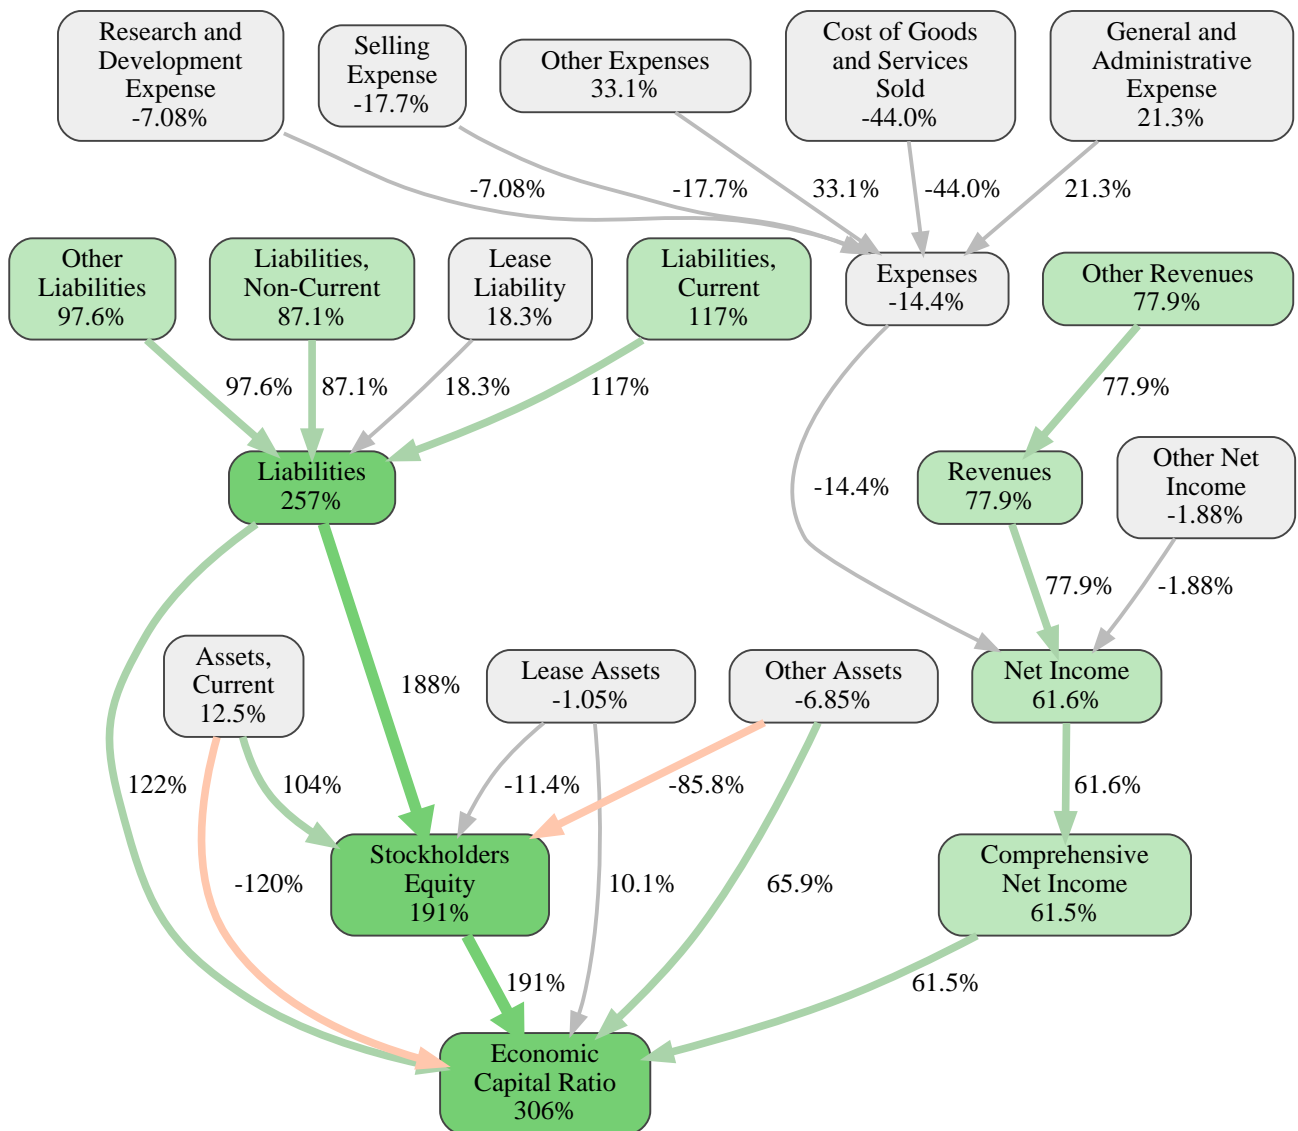 Research and
Development
Expense
-7.08%
Selling
Expense
-17.7%
Other Expenses
33.1%
Cost of Goods
and Services
Sold
-44.0%
General and
Administrative
Expense
21.3%
-7.08%
-17.7%
33.1%
-44.0%
21.3%
Other
Liabilities
97.6%
Liabilities,
Non-Current
87.1%
Lease
Liability
18.3%
Liabilities,
Current
117%
Expenses
-14.4%
Other Revenues
77.9%
97.6%
87.1%
18.3%
117%
77.9%
Liabilities
257%
-14.4%
Revenues
77.9%
Other Net
Income
-1.88%
77.9%
-1.88%
Assets,
Current
12.5%
188%
Lease Assets
-1.05%
Other Assets
-6.85%
Net Income
61.6%
122%
104%
-11.4%
-85.8%
61.6%
Stockholders
Equity
191%
-120%
10.1%
65.9%
Comprehensive
Net Income
61.5%
191%
61.5%
Economic
Capital Ratio
306%